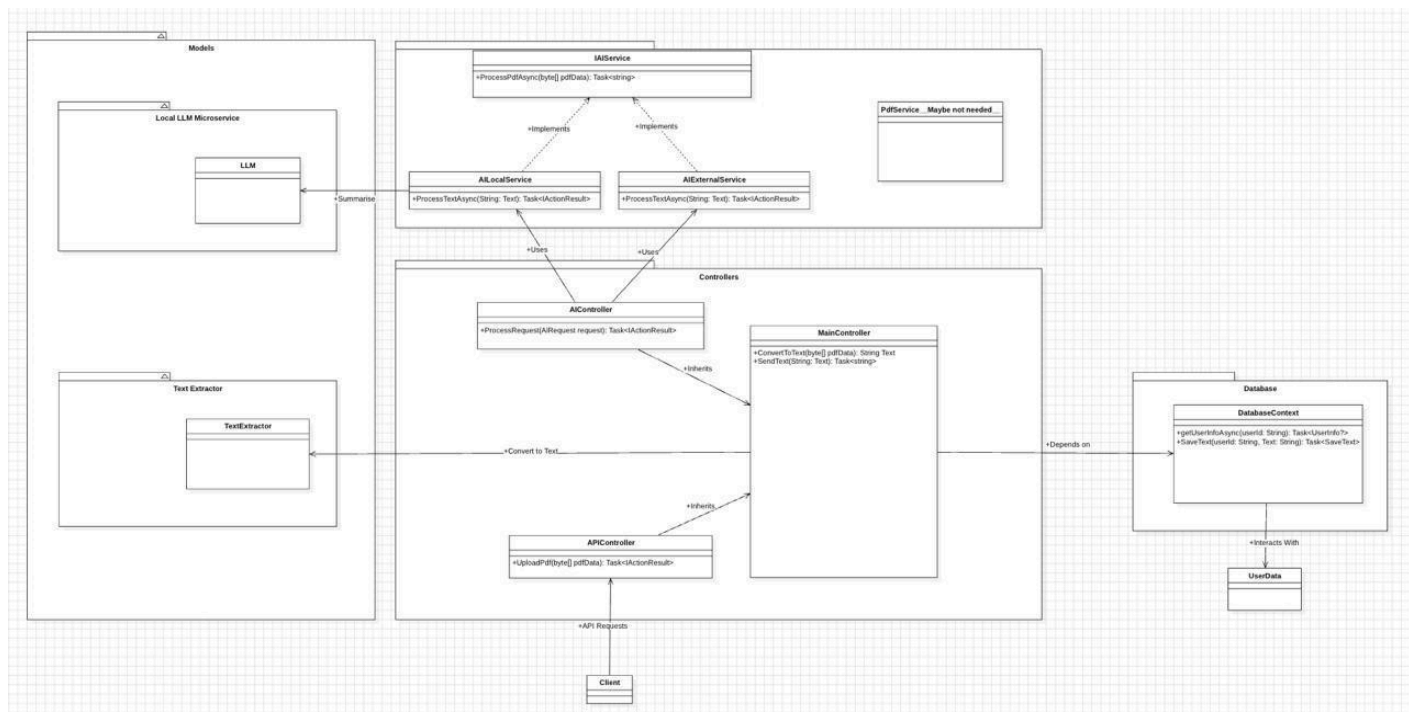 Models
Local LLM Microservice
LLM
+Summarise
Text Extractor
TextExtractor
IAIService
+ProcessPdfAsync(byte[] pdfData): Task<string>
+Implements
+Implements
PdfService__Maybe not needed__
AILocalService
+ProcessTextAsync(String: Text): Task<IActionResult>
AIExternalService
+ProcessTextAsync(String: Text): Task<IActionResult>
+Uses
+Uses
Controllers
AIController
+ProcessRequest(AIRequest request): Task<IActionResult>
+Inherits
MainController
+ConvertToText(byte[] pdfData): String Text
+SendText(String: Text): Task<string>
+Convert to Text
+Depends on
+Inherits
APIController
+UploadPdf(byte[] pdfData): Task<IActionResult>
+API Requests
Client
Database
DatabaseContext
+getUserInfoAsync(userId: String): Task<UserInfo?>
+SaveText(userId: String, Text: String): Task<SaveText>
+Interacts With
UserData